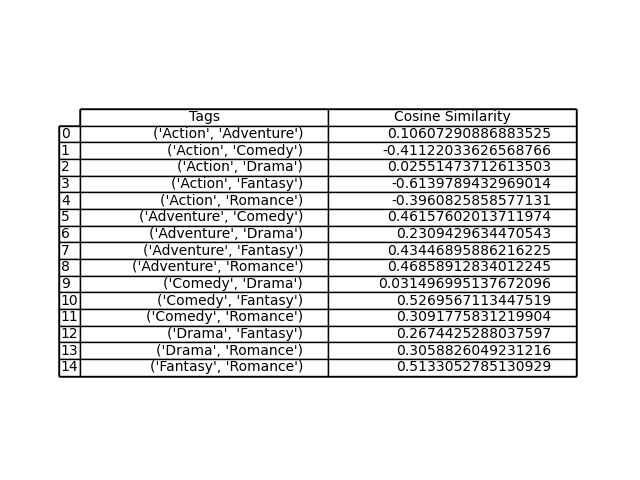 Tags Cosine Similarity
0 ('Action', 'Adventure') 0.10607290886883525
1 ('Action', 'Comedy') -0.41122033626568766
2 ('Action', 'Drama') 0.02551473712613503
3 ('Action', 'Fantasy') -0.6139789432969014
4 ('Action', 'Romance') -0.3960825858577131
5 ('Adventure', 'Comedy') 0.46157602013711974
6 ('Adventure', 'Drama') 0.2309429634470543
7 ('Adventure', 'Fantasy') 0.43446895886216225
8 ('Adventure', 'Romance') 0.46858912834012245
9 ('Comedy', 'Drama') 0.031496995137672096
10 ('Comedy', 'Fantasy') 0.5269567113447519
11 ('Comedy', 'Romance') 0.3091775831219904
12 ('Drama', 'Fantasy') 0.2674425288037597
13 ('Drama', 'Romance') 0.3058826049231216
14 ('Fantasy', 'Romance') 0.5133052785130929